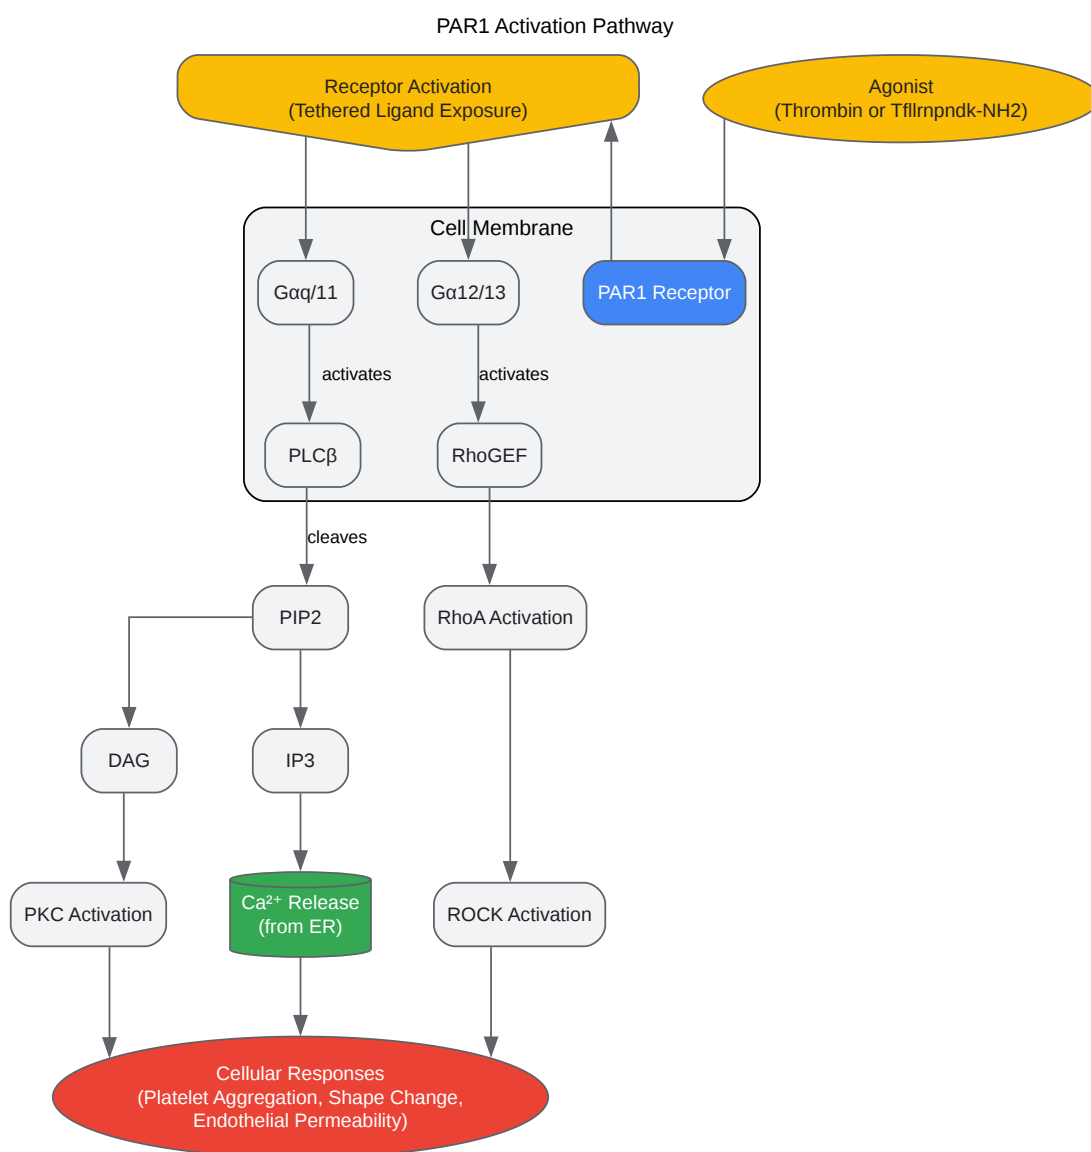 PAR1 Activation Pathway
Receptor Activation
(Tethered Ligand Exposure)
Agonist
(Thrombin or Tfllrnpndk-NH2)
Cell Membrane
Gαq/11
Gα12/13
PAR1 Receptor
activates
activates
PLCβ
RhoGEF
cleaves
PIP2
RhoA Activation
DAG
IP3
PKC Activation
Ca²⁺ Release
(from ER)
ROCK Activation
Cellular Responses
(Platelet Aggregation, Shape Change,
Endothelial Permeability)